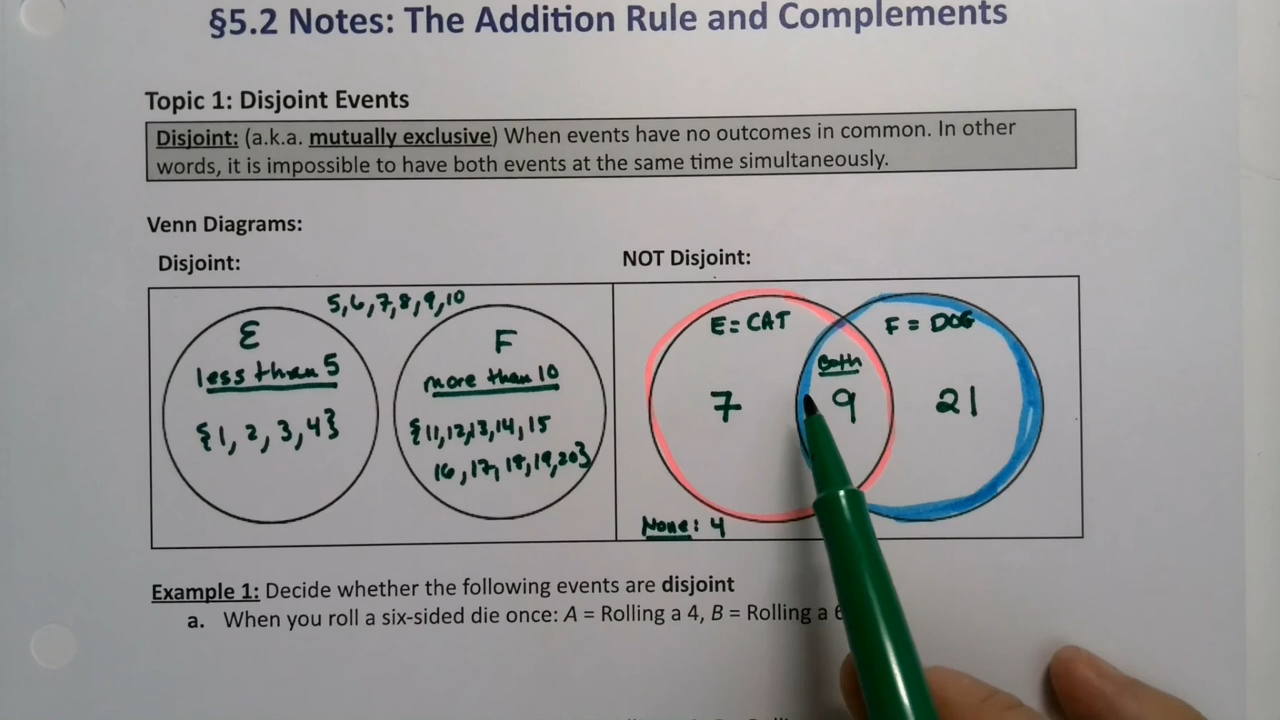 §5.2 Notes: The Addition Rule and Complements
Topic 1: Disjoint Events
Disjoint: (a.k.a. mutually exclusive) When events have no outcomes in common. In other
words, it is impossible to have both events at the same time simultaneously.
Venn Diagrams:
Disjoint:
NOT Disjoint:
5,6,7,8,9,10
E
less than 5
{1, 2, 3, 4}
F
more than 10
{11,12,13,14,15
16,17,18,19,20}
E = CAT
7
Both
9
F = DOG
21
None: 4
Example 1: Decide whether the following events are disjoint
a. When you roll a six-sided die once: A = Rolling a 4, B = Rolling a 6